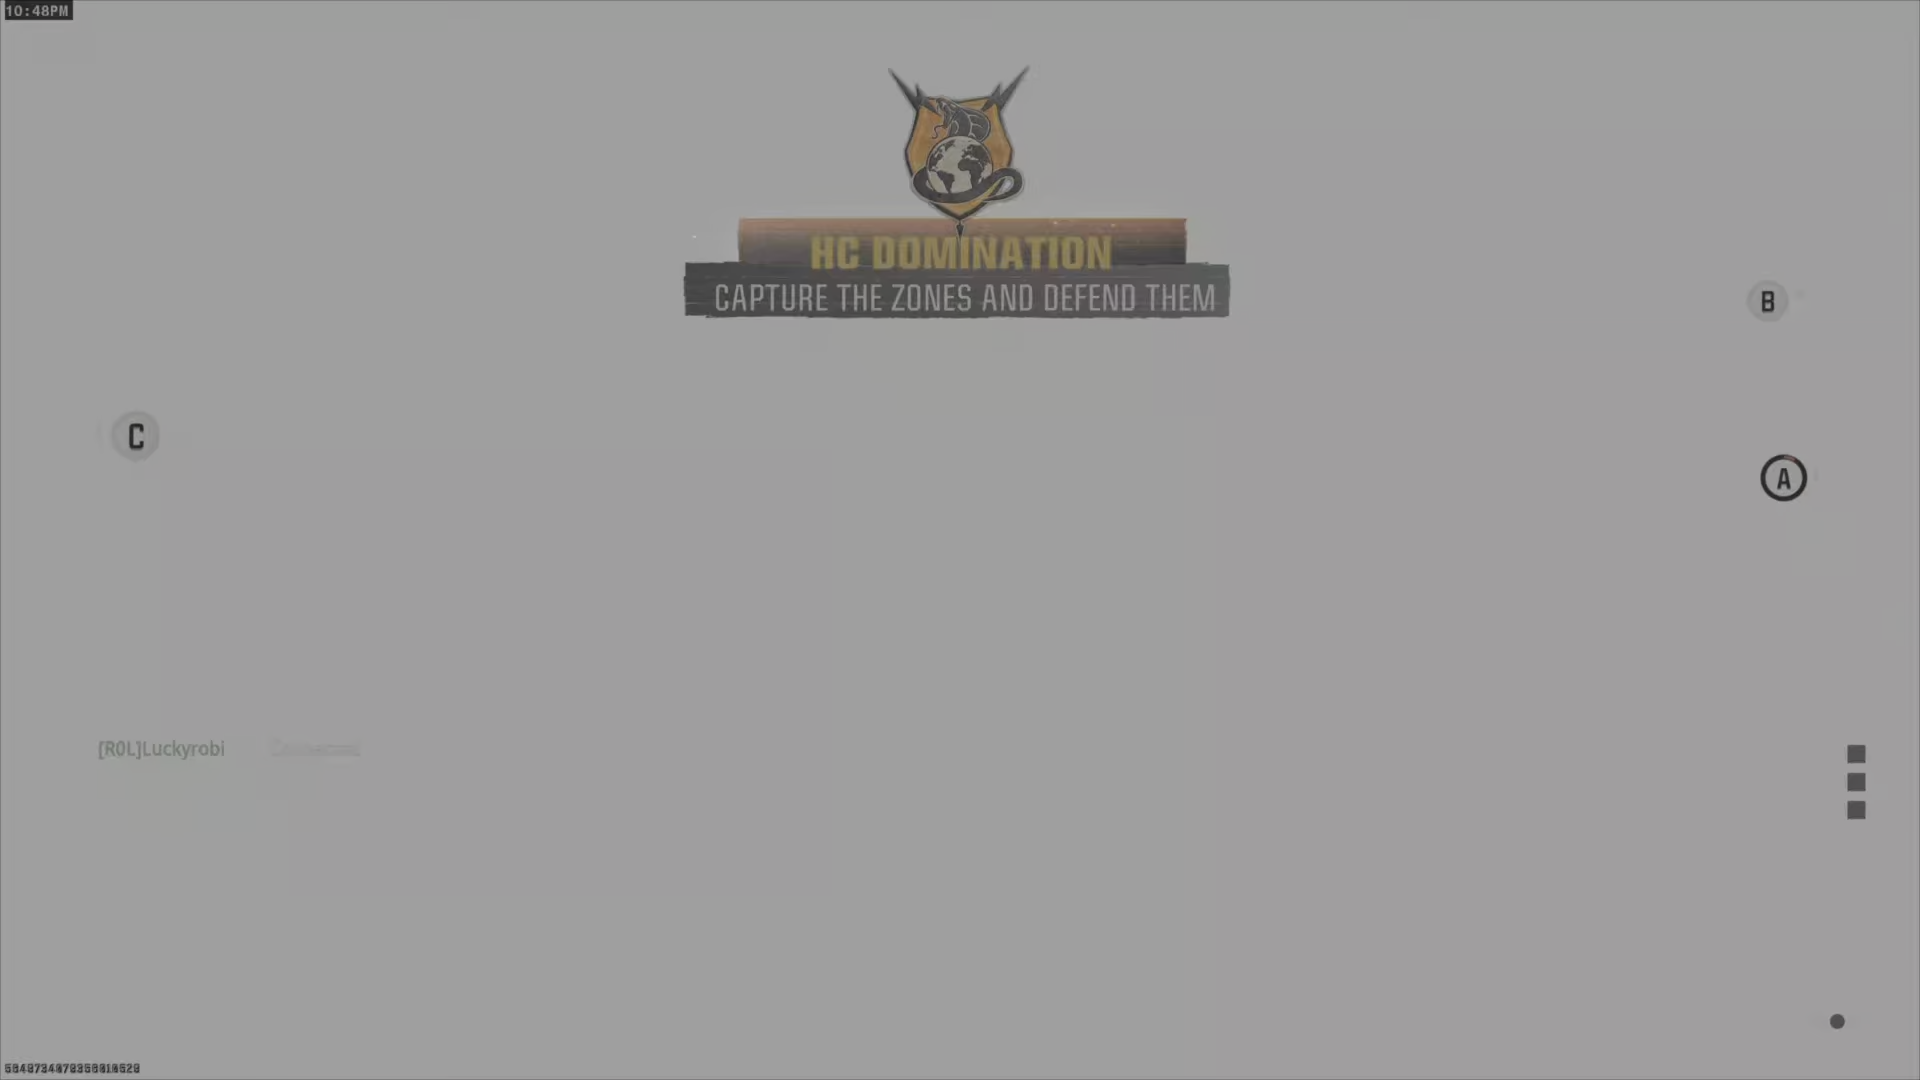 10:48PM
HC DOMINATION
CAPTURE THE ZONES AND DEFEND THEM
B
C
A
[R0L]Luckyrobi